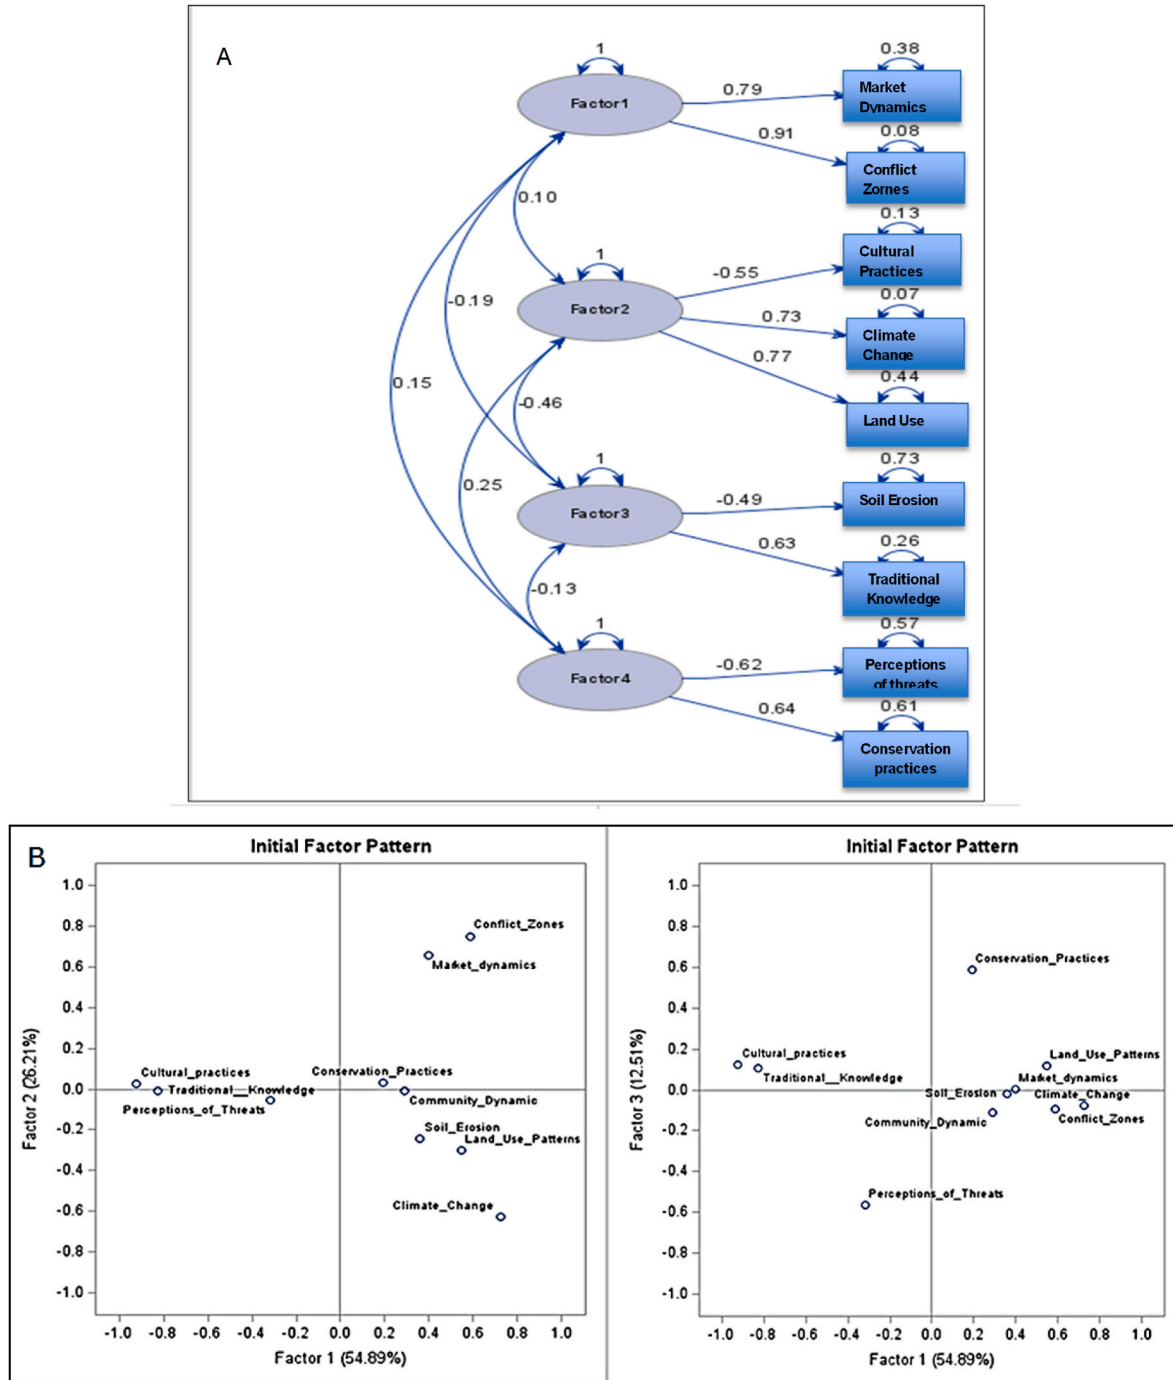 A
1
0.38
Factor1
0.79
Market
Dynamics
0.91
0.08
Conflict
Zornes
0.10
0.13
1
Cultural
Practices
-0.55
Factor2
-0.19
0.73
0.07
Climate
Change
0.77
0.15
-0.46
0.44
Land Use
1
0.73
0.25
Factor3
-0.49
Soil Erosion
0.63
0.26
Traditional
Knowledge
-0.13
1
0.57
Factor4
-0.62
Perceptions
of threats
0.64
0.61
Conservation
practices
B
Initial Factor Pattern
1.0
0.8
0.6
0.4
0.2
0.0
-0.2
-0.4
-0.6
-0.8
-1.0
Factor 2 (26.21%)
Conflict_Zones
Market_dynamics
Cultural_practices
Conservation_Practices
Traditional__Knowledge
Community_Dynamic
Perceptions_of_Threats
Soil_Erosion
Land_Use_Patterns
Climate_Change
-1.0 -0.8 -0.6 -0.4 -0.2 0.0 0.2 0.4 0.6 0.8 1.0
Factor 1 (54.89%)
Initial Factor Pattern
1.0
0.8
0.6
0.4
0.2
0.0
-0.2
-0.4
-0.6
-0.8
-1.0
Factor 3 (12.51%)
Conservation_Practices
Cultural_practices
Land_Use_Patterns
Traditional__Knowledge
Market_dynamics
Soil_Erosion
Climate_Change
Community_Dynamic
Conflict_Zones
Perceptions_of_Threats
-1.0 -0.8 -0.6 -0.4 -0.2 0.0 0.2 0.4 0.6 0.8 1.0
Factor 1 (54.89%)